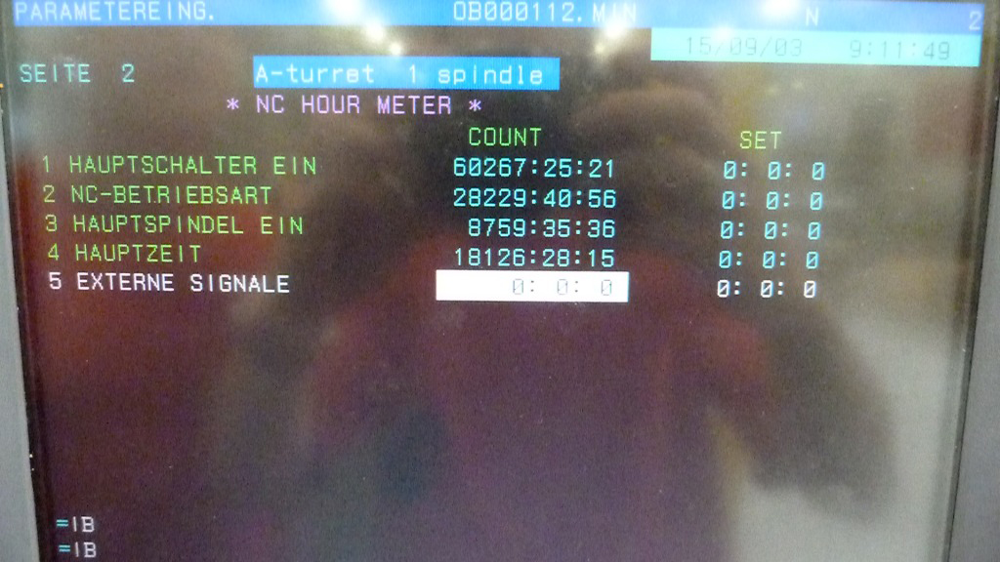 PARAMETEREING. OB000112.MIN N 2
15/09/03 9:11:49
SEITE 2 A-turret 1 spindle
* NC HOUR METER *
COUNT SET
1 HAUPTSCHALTER EIN 60267:25:21 0: 0: 0
2 NC-BETRIEBSART 28229:40:56 0: 0: 0
3 HAUPTSPINDEL EIN 8759:35:36 0: 0: 0
4 HAUPTZEIT 18126:28:15 0: 0: 0
5 EXTERNE SIGNALE 0: 0: 0 0: 0: 0
=IB
=IB